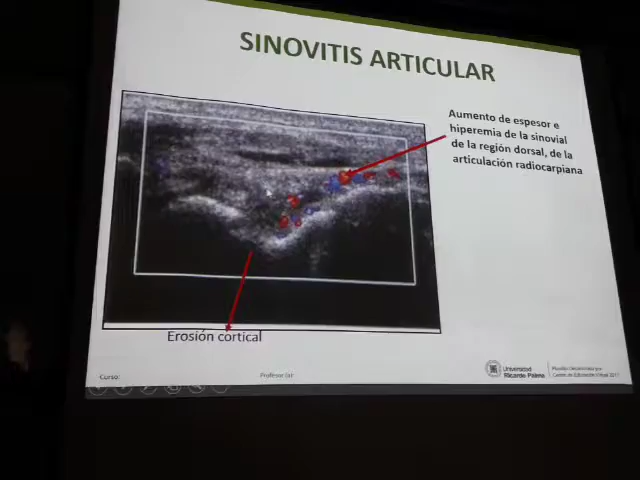 SINOVITIS ARTICULAR
Aumento de espesor e
hiperemia de la sinovial
de la región dorsal, de la
articulación radiocarpiana
Erosión cortical
Curso:
Universidad
Ricardo Palma